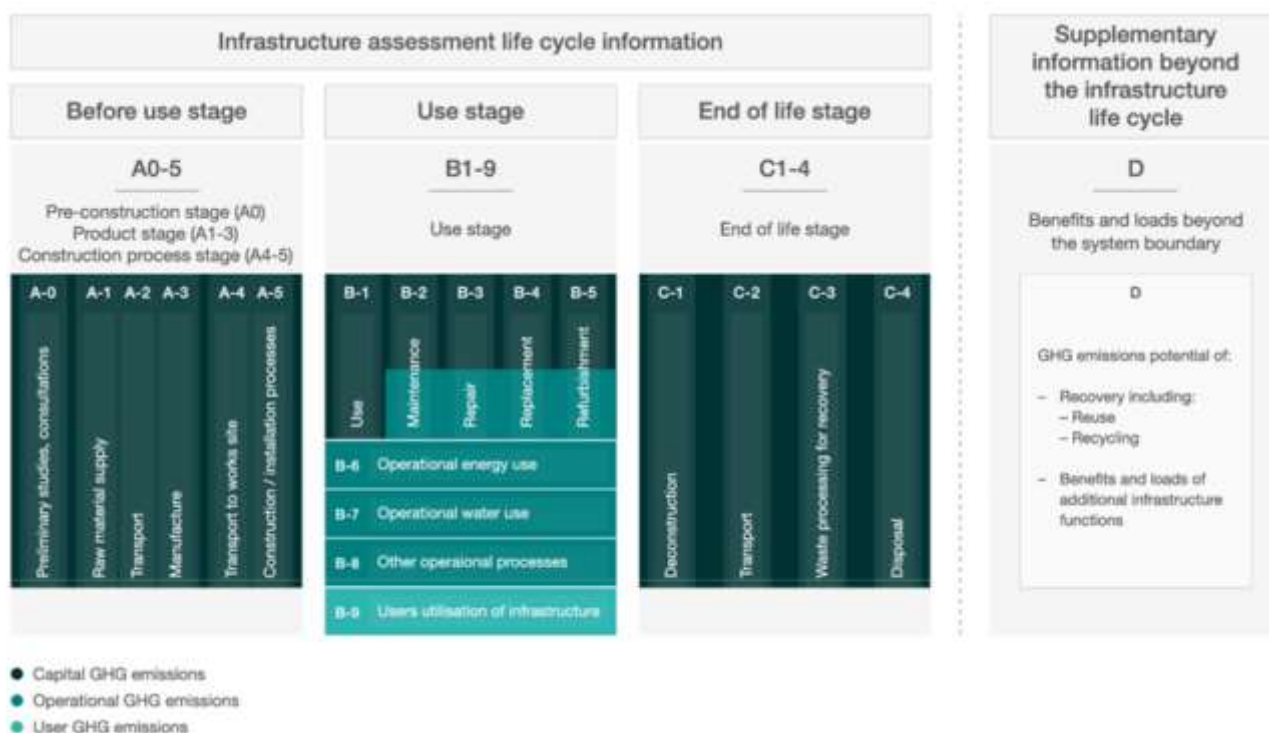 Infrastructure assessment life cycle information
Supplementary
information beyond
the infrastructure
life cycle
Before use stage
Use stage
End of life stage
A0-5
Pre-construction stage (A0)
Product stage (A1-3)
Construction process stage (A4-5)
B1-9
Use stage
C1-4
End of life stage
D
Benefits and loads beyond
the system boundary
A-0
Preliminary studies, consultations
A-1
Raw material supply
A-2
Transport
A-3
Manufacture
A-4
Transport to works site
A-5
Construction / installation processes
B-1
Use
B-2
Maintenance
B-3
Repair
B-4
Replacement
B-5
Refurbishment
B-6 Operational energy use
B-7 Operational water use
B-8 Other operaional processes
B-9 Users utilisation of infrastructure
C-1
Deconstruction
C-2
Transport
C-3
Waste processing for recovery
C-4
Disposal
D
GHG emissions potential of:
– Recovery including:
– Reuse
– Recycling
– Benefits and loads of
additional infrastructure
functions
Capital GHG emissions
Operational GHG emissions
User GHG emissions